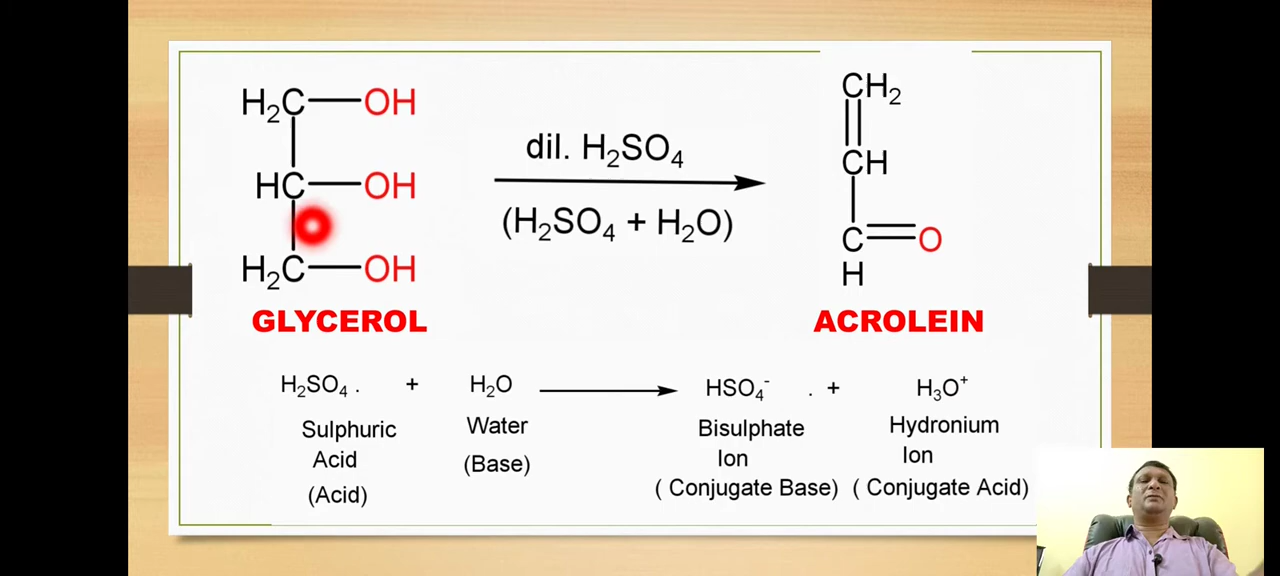 H₂C—OH
HC—OH
H₂C—OH
GLYCEROL
dil. H₂SO₄
(H₂SO₄ + H₂O)
CH₂
CH
C=O
H
ACROLEIN
H₂SO₄ . + H₂O → HSO₄⁻ . + H₃O⁺
Sulphuric Water Bisulphate Hydronium
Acid (Base) Ion Ion
(Acid) ( Conjugate Base) ( Conjugate Acid)